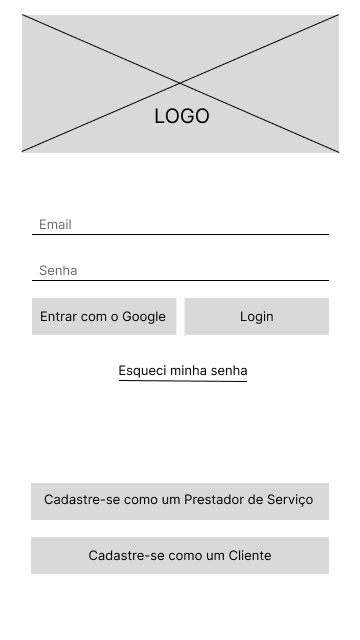 LOGO
Email
Senha
Entrar com o Google
Login
Esqueci minha senha
Cadastre-se como um Prestador de Serviço
Cadastre-se como um Cliente